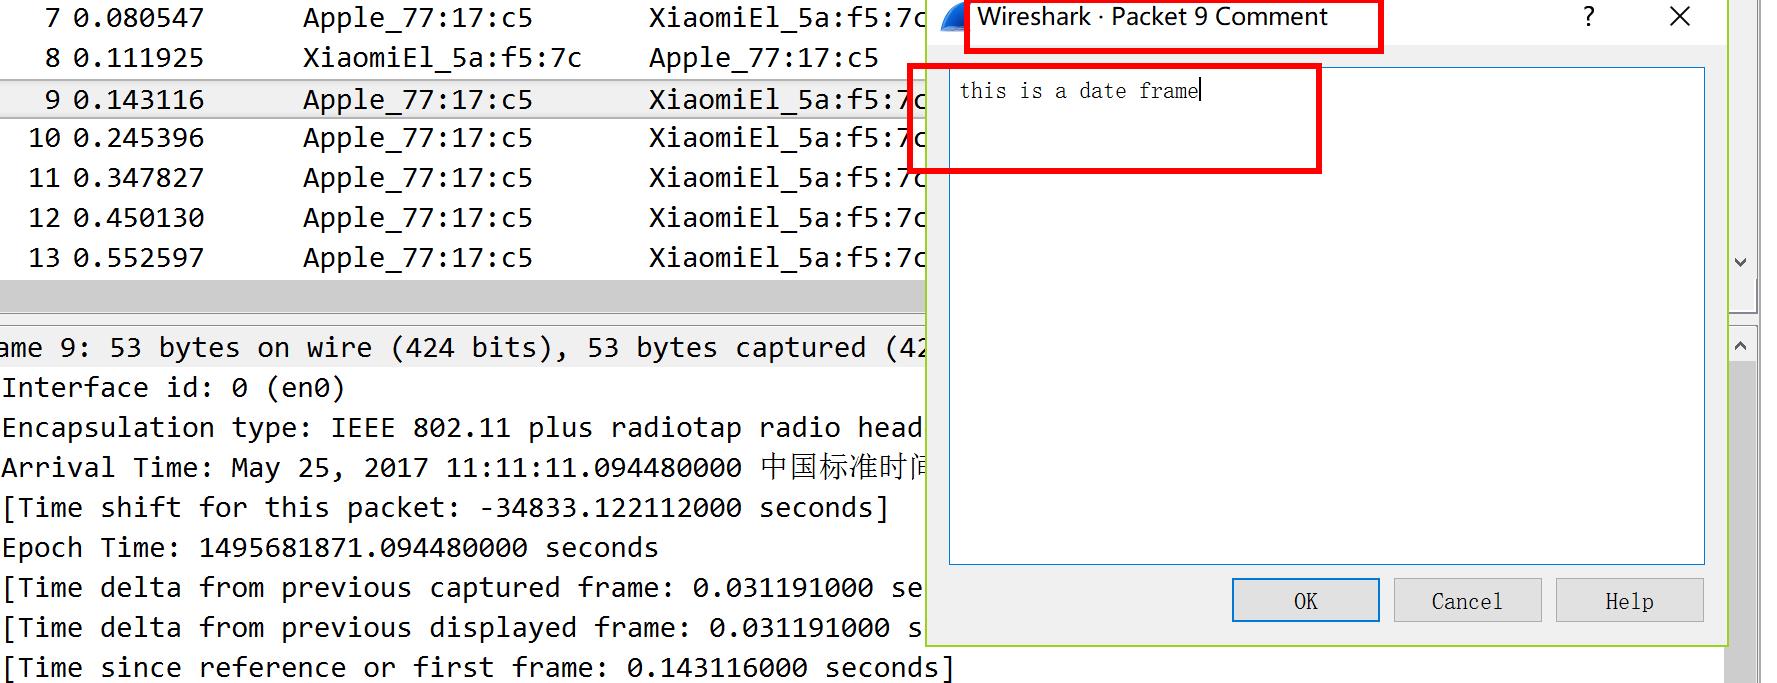 7 0.080547 Apple_77:17:c5 XiaomiEl_5a:f5:7c
8 0.111925 XiaomiEl_5a:f5:7c Apple_77:17:c5
9 0.143116 Apple_77:17:c5 XiaomiEl_5a:f5:7c
10 0.245396 Apple_77:17:c5 XiaomiEl_5a:f5:7c
11 0.347827 Apple_77:17:c5 XiaomiEl_5a:f5:7c
12 0.450130 Apple_77:17:c5 XiaomiEl_5a:f5:7c
13 0.552597 Apple_77:17:c5 XiaomiEl_5a:f5:7c
ame 9: 53 bytes on wire (424 bits), 53 bytes captured (42
Interface id: 0 (en0)
Encapsulation type: IEEE 802.11 plus radiotap radio head
Arrival Time: May 25, 2017 11:11:11.094480000 中国标准时间
[Time shift for this packet: -34833.122112000 seconds]
Epoch Time: 1495681871.094480000 seconds
[Time delta from previous captured frame: 0.031191000 se
[Time delta from previous displayed frame: 0.031191000 s
[Time since reference or first frame: 0.143116000 seconds]
Wireshark · Packet 9 Comment
this is a date frame
OK Cancel Help